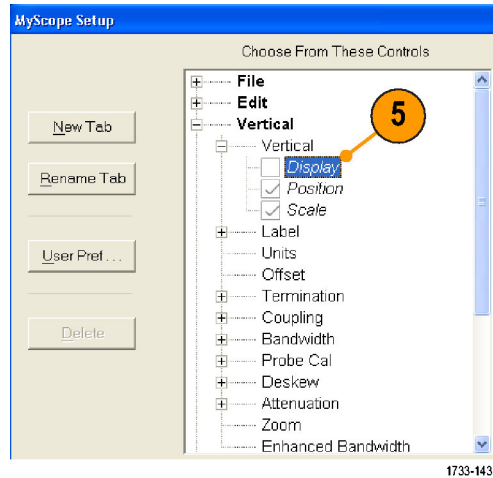 MyScope Setup
Choose From These Controls
File
Edit
5
Vertical
Vertical
New Tab
Display
Rename Tab
Position
Scale
Label
User Pref . . .
Units
Offset
Termination
Delete
Coupling
Bandwidth
Probe Cal
Deskew
Attenuation
Zoom
Enhanced Bandwidth
1733-143